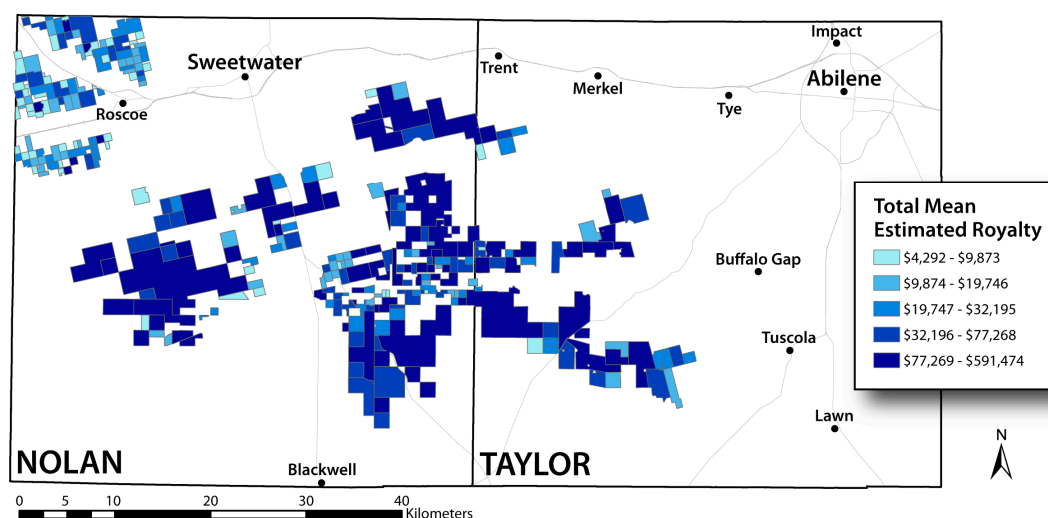 Impact
Sweetwater
Trent
Merkel
Abilene
Tye
Roscoe
Total Mean
Estimated Royalty
$4,292 - $9,873
$9,874 - $19,746
$19,747 - $32,195
$32,196 - $77,268
$77,269 - $591,474
Buffalo Gap
Tuscola
Lawn
NOLAN
TAYLOR
Blackwell
N
0 5 10 20 30 40
Kilometers